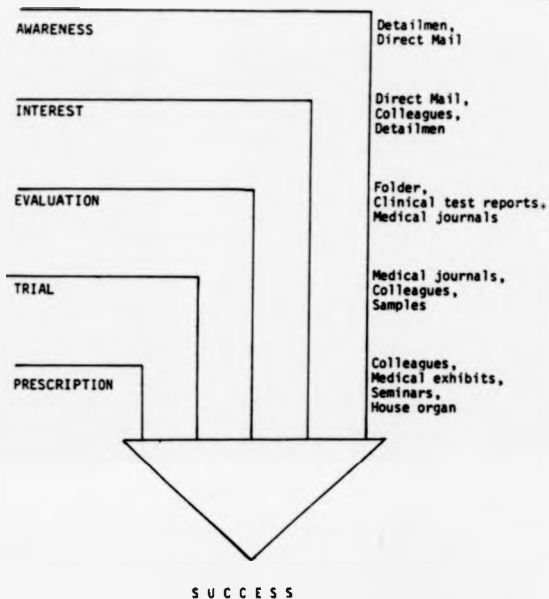 AWARENESS
Detailmen,
Direct Mail
INTEREST
Direct Mail,
Colleagues,
Detailmen
EVALUATION
Folder,
Clinical test reports,
Medical journals
TRIAL
Medical journals,
Colleagues,
Samples
PRESCRIPTION
Colleagues,
Medical exhibits,
Seminars,
House organ
SUCCESS